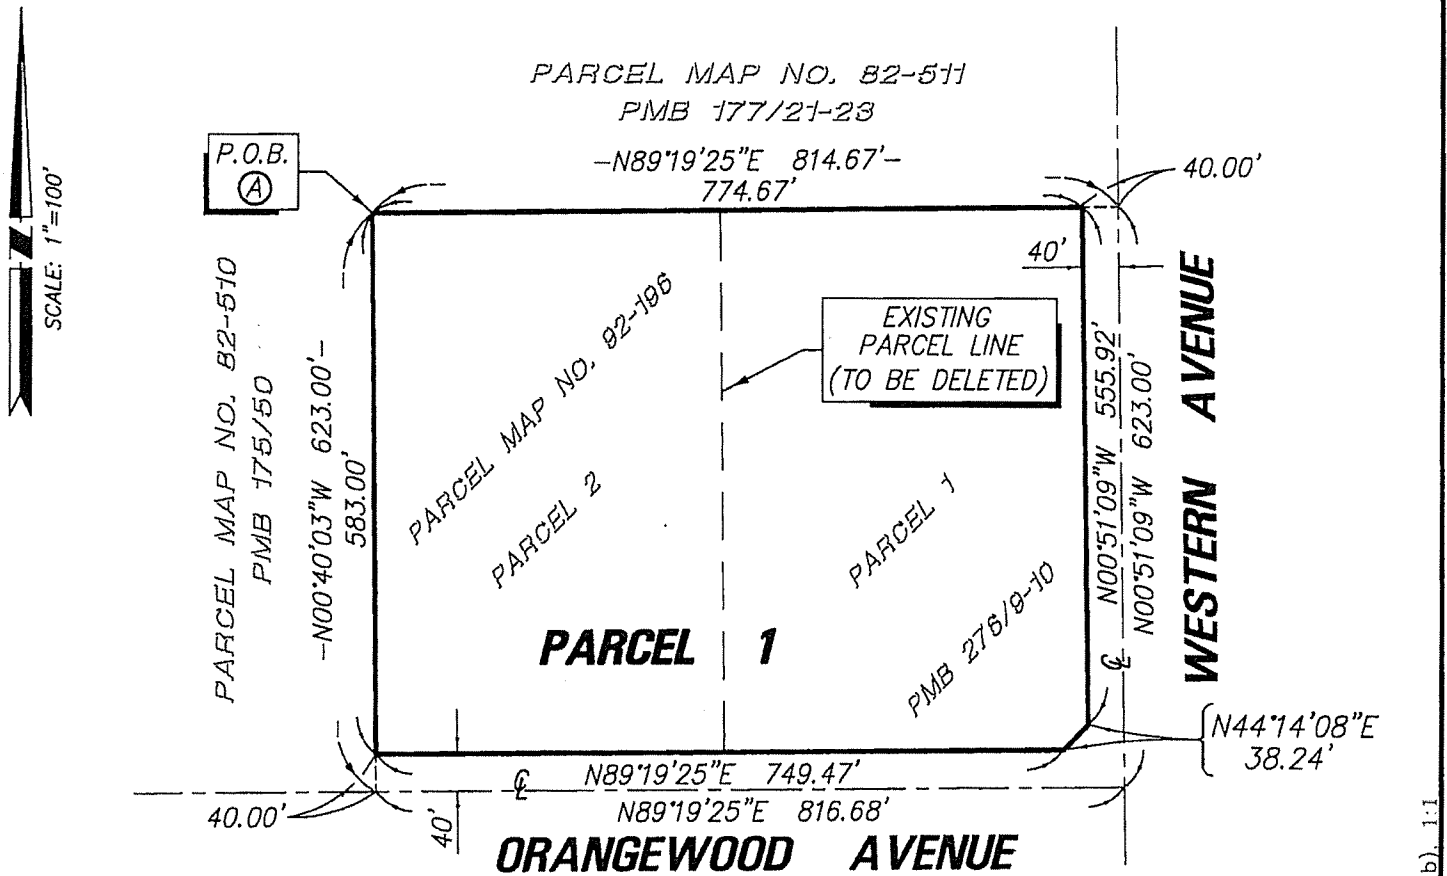 PARCEL MAP NO. 82-511
PMB 177/21-23
-N89°19'25"E 814.67'-
774.67'
40.00'
P.O.B.
A
SCALE: 1"=100'
N
40'
EXISTING
PARCEL LINE
(TO BE DELETED)
PARCEL MAP NO. 92-196
PARCEL 2
PARCEL 1
PMB 276/9-10
PARCEL MAP NO. 82-510
PMB 175/50
-N00°40'03"W 623.00'-
583.00'
N00°51'09"W 555.92'
N00°51'09"W 623.00'
℄
WESTERN AVENUE
PARCEL 1
N44°14'08"E
38.24'
N89°19'25"E 749.47'
℄
N89°19'25"E 816.68'
40.00'
40'
ORANGEWOOD AVENUE
b), 1:1